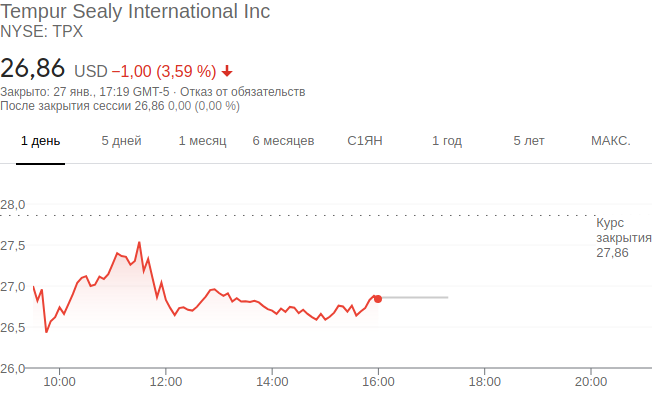 Tempur Sealy International Inc
NYSE: TPX
26,86 USD −1,00 (3,59 %)
Закрыто: 27 янв., 17:19 GMT-5 · Отказ от обязательств
После закрытия сессии 26,86 0,00 (0,00 %)
1 день 5 дней 1 месяц 6 месяцев С1ЯН 1 год 5 лет МАКС.
28,0
27,5
27,0
26,5
26,0
Курс
закрытия
27,86
10:00 12:00 14:00 16:00 18:00 20:00